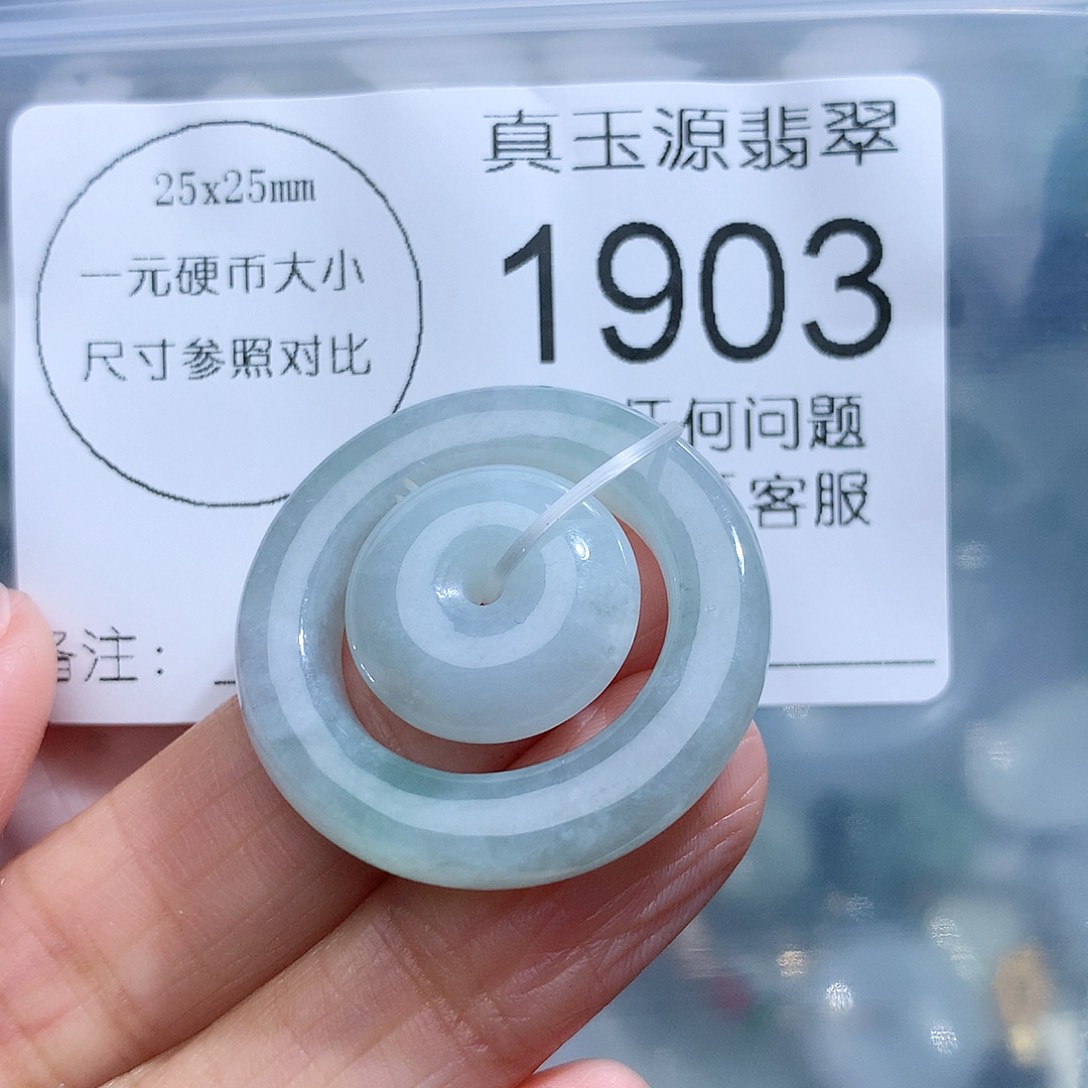 25x25mm
一元硬币大小
尺寸参照对比
真玉源翡翠
1903
何问题
客服
备注：